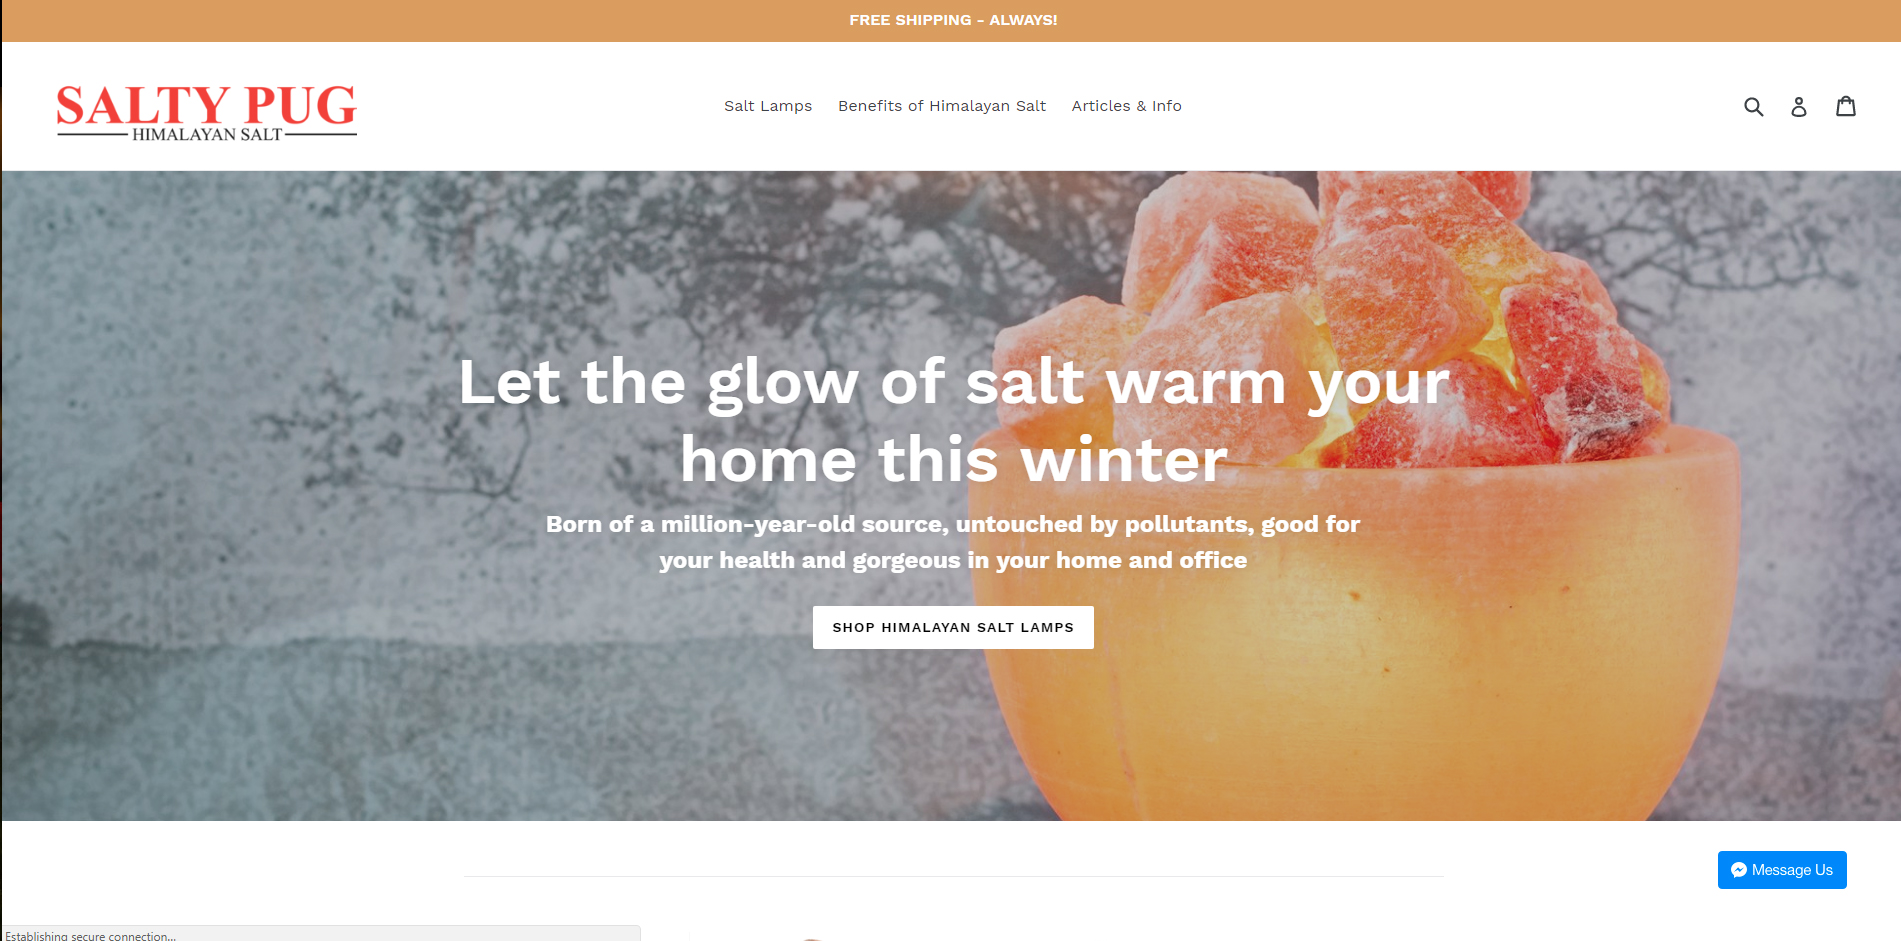 FREE SHIPPING - ALWAYS!
SALTY PUG
HIMALAYAN SALT
Salt Lamps Benefits of Himalayan Salt Articles & Info
Let the glow of salt warm your
home this winter
Born of a million-year-old source, untouched by pollutants, good for
your health and gorgeous in your home and office
SHOP HIMALAYAN SALT LAMPS
Message Us
Establishing secure connection...